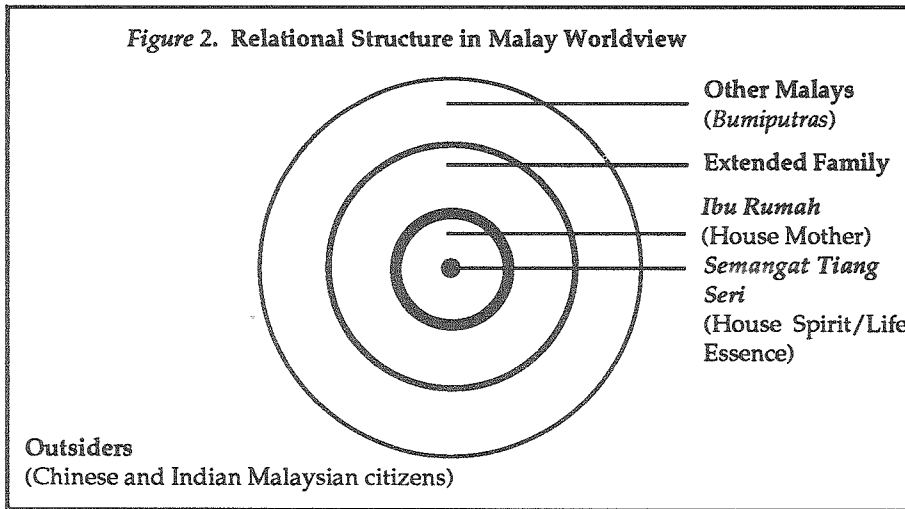 Figure 2. Relational Structure in Malay Worldview
Other Malays
(Bumiputras)
Extended Family
Ibu Rumah
(House Mother)
Semangat Tiang
Seri
(House Spirit/Life
Essence)
Outsiders
(Chinese and Indian Malaysian citizens)